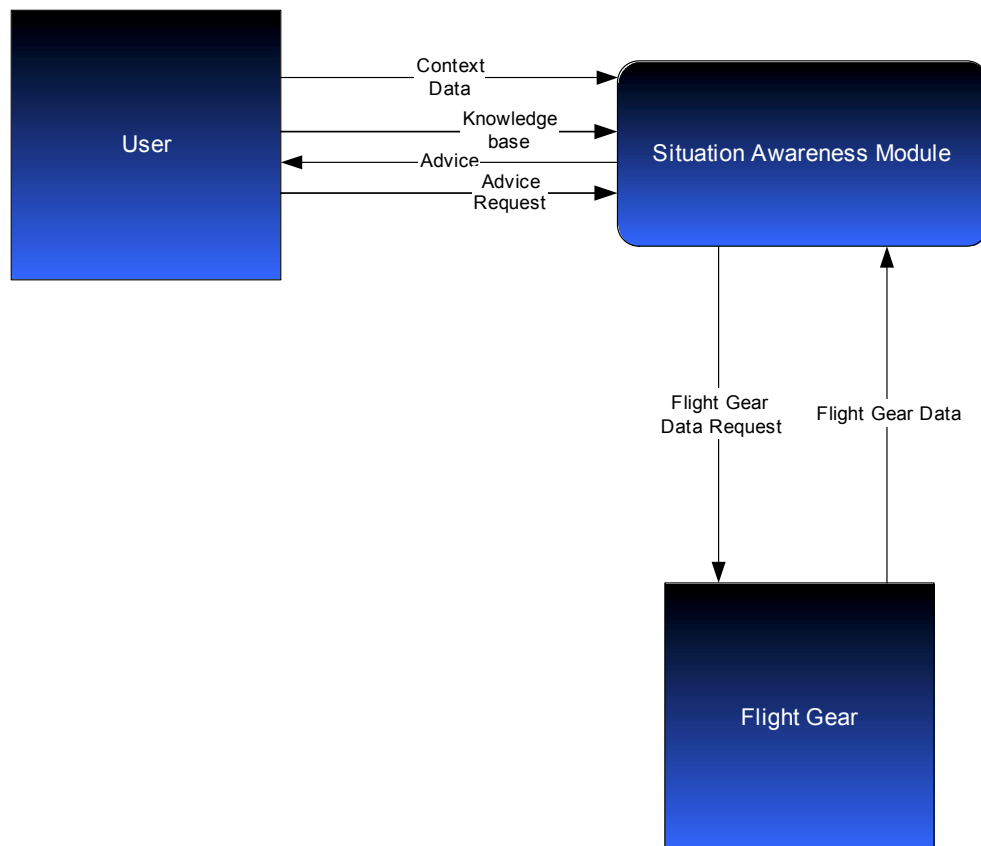 Context
Data
User
Knowledge
base
Situation Awareness Module
Advice
Advice
Request
Flight Gear
Data Request
Flight Gear Data
Flight Gear